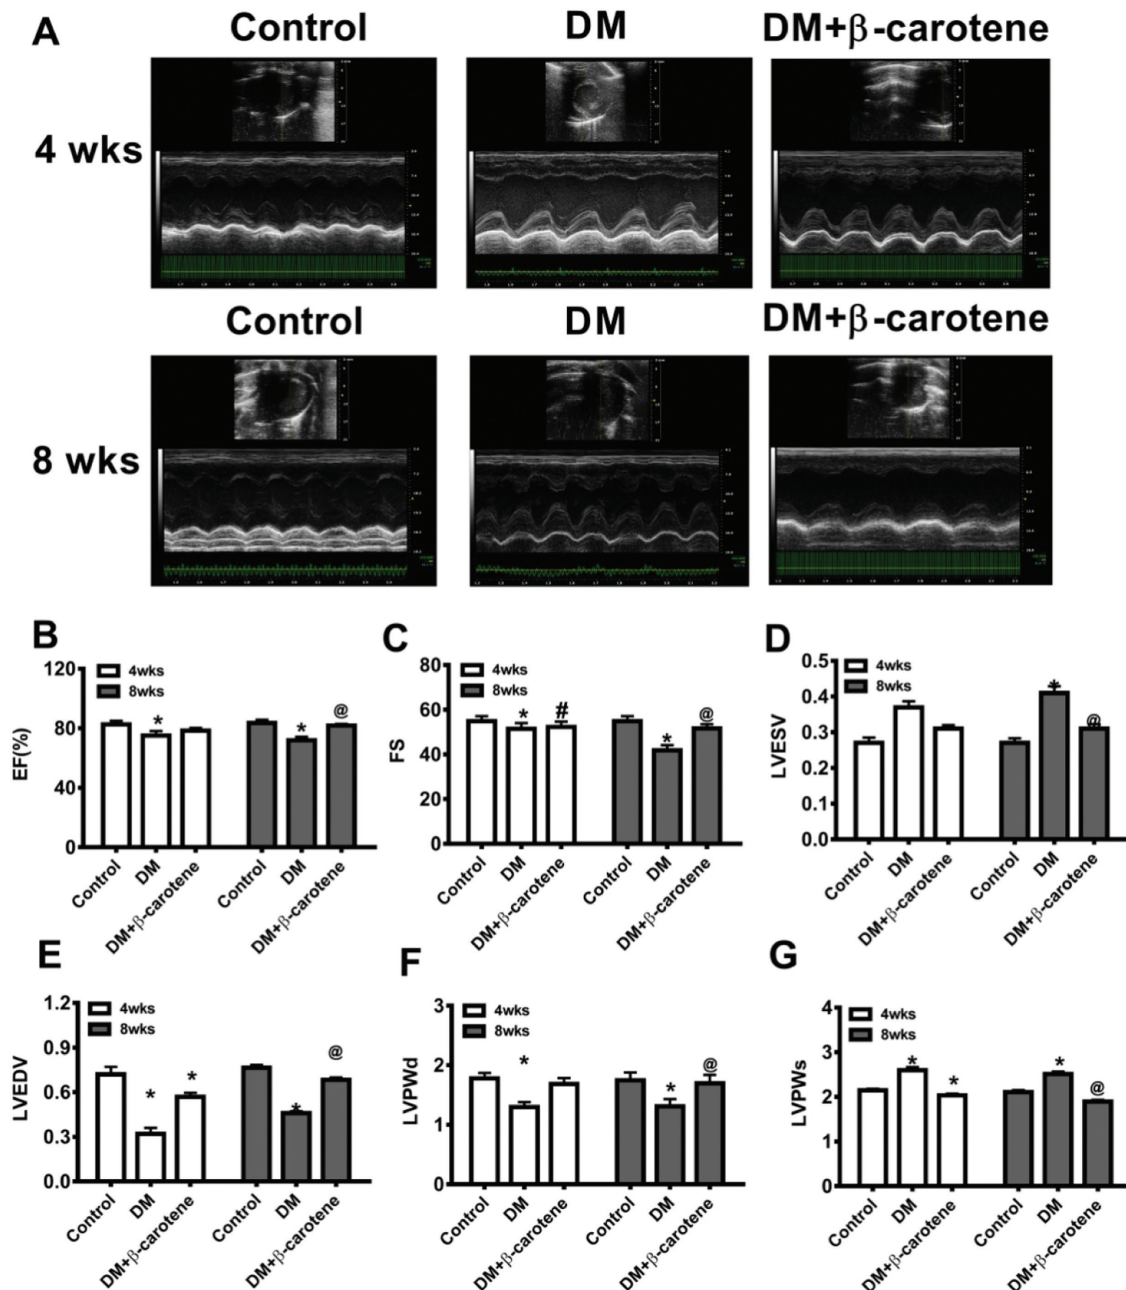 A
Control DM DM+β-carotene
4 wks
Control DM DM+β-carotene
8 wks
B
EF(%)
120
80
40
0
4wks
8wks
*
*
@
Control DM DM+β-carotene Control DM DM+β-carotene
C
FS
80
60
40
20
0
4wks
8wks
*
#
*
@
Control DM DM+β-carotene Control DM DM+β-carotene
D
LVESV
0.5
0.4
0.3
0.2
0.1
0.0
4wks
8wks
*
@
Control DM DM+β-carotene Control DM DM+β-carotene
E
LVEDV
1.2
0.9
0.6
0.3
0.0
4wks
8wks
*
*
*
@
Control DM DM+β-carotene Control DM DM+β-carotene
F
LVPWd
3
2
1
0
4wks
8wks
*
*
@
Control DM DM+β-carotene Control DM DM+β-carotene
G
LVPWs
4
3
2
1
0
4wks
8wks
*
*
*
@
Control DM DM+β-carotene Control DM DM+β-carotene